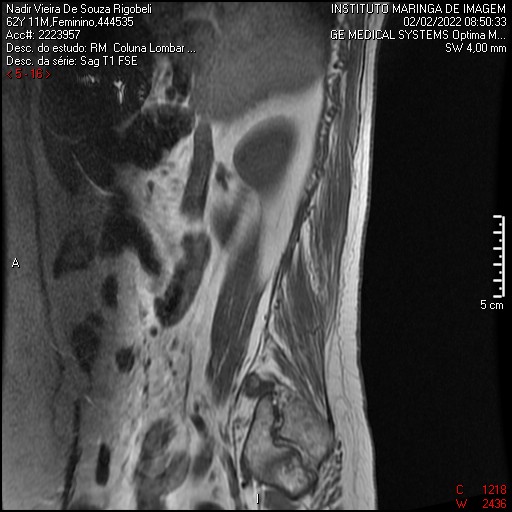 Nadir Vieira De Souza Rigobeli
62Y 11M,Feminino,444535
Acc#: 2223957
Desc. do estudo: RM Coluna Lombar ...
Desc. da série: Sag T1 FSE
< 5 - 16 >
INSTITUTO MARINGA DE IMAGEM
02/02/2022 08:50:33
GE MEDICAL SYSTEMS Optima M...
SW 4,00 mm
A
5 cm
I
C 1218
W 2436